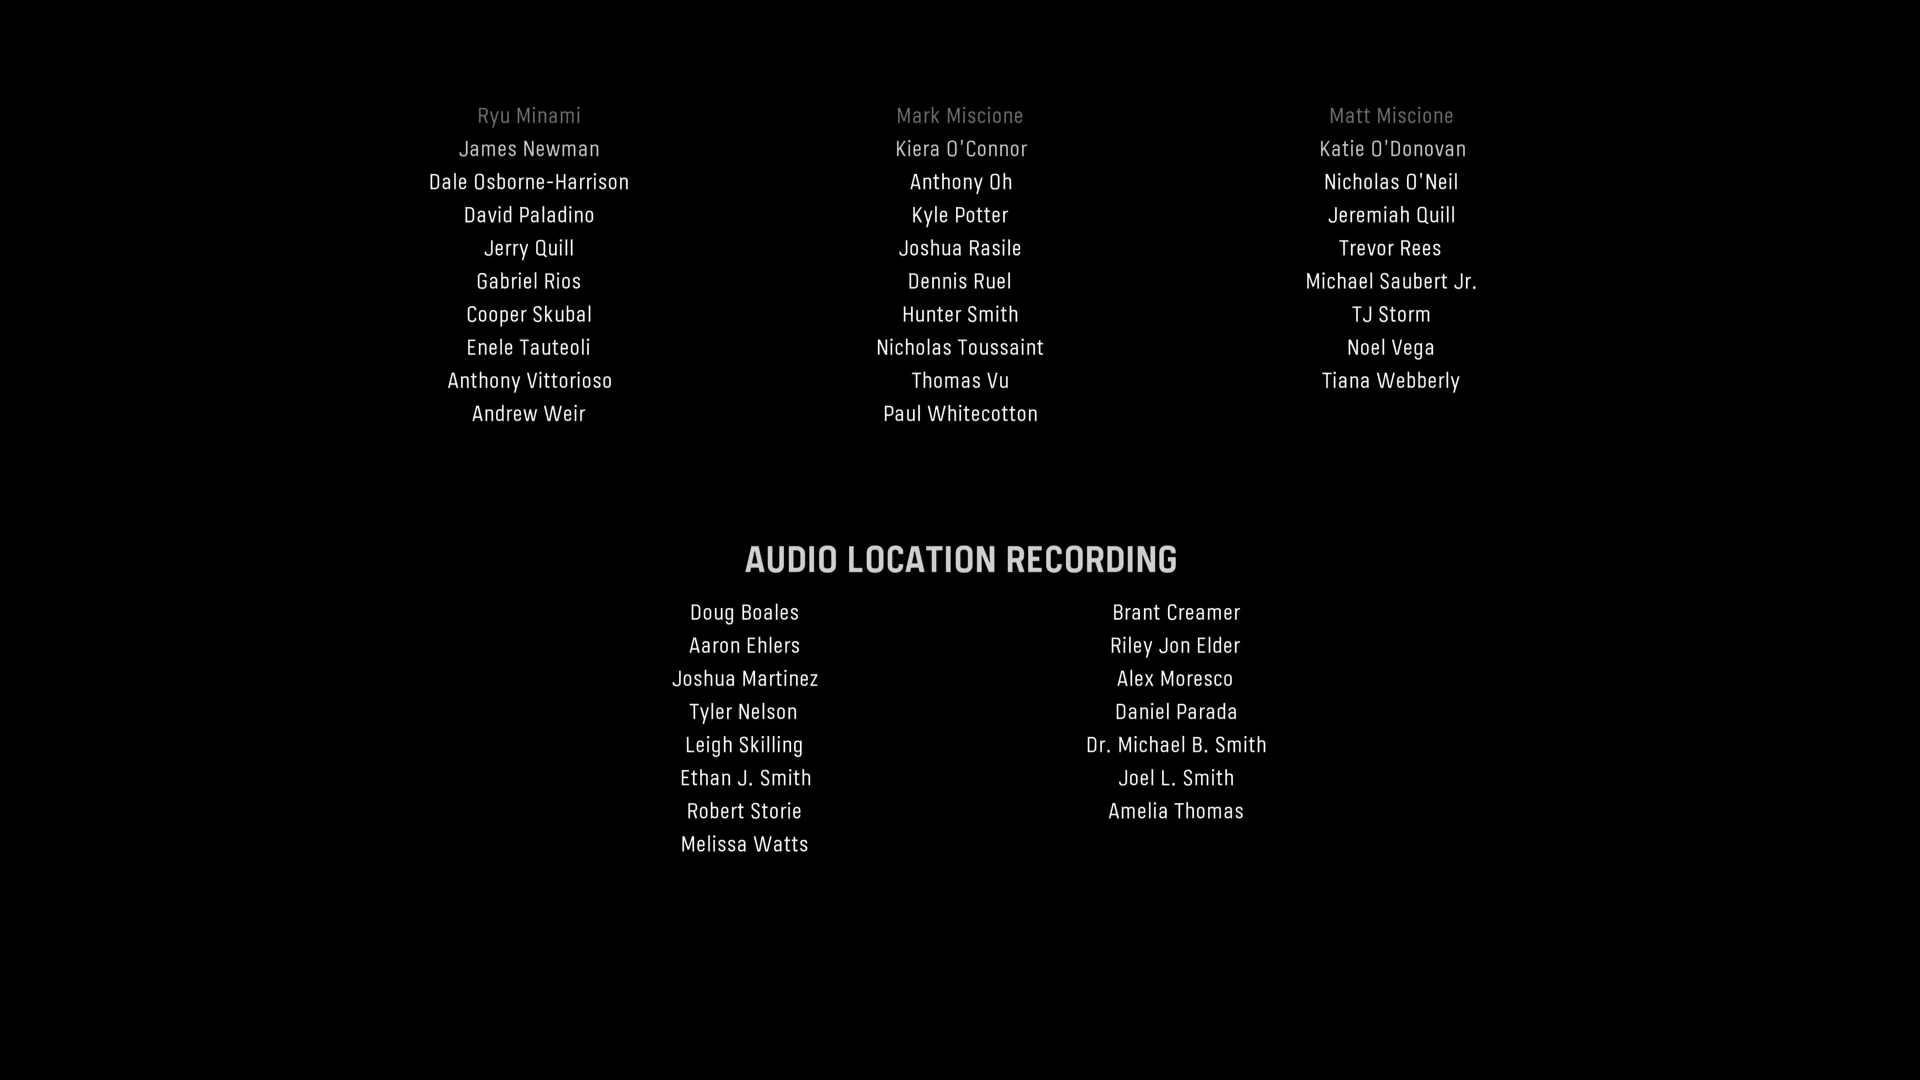 Ryu Minami Mark Miscione Matt Miscione
James Newman Kiera O'Connor Katie O'Donovan
Dale Osborne-Harrison Anthony Oh Nicholas O'Neil
David Paladino Kyle Potter Jeremiah Quill
Jerry Quill Joshua Rasile Trevor Rees
Gabriel Rios Dennis Ruel Michael Saubert Jr.
Cooper Skubal Hunter Smith TJ Storm
Enele Tauteoli Nicholas Toussaint Noel Vega
Anthony Vittorioso Thomas Vu Tiana Webberly
Andrew Weir Paul Whitecotton
AUDIO LOCATION RECORDING
Doug Boales Brant Creamer
Aaron Ehlers Riley Jon Elder
Joshua Martinez Alex Moresco
Tyler Nelson Daniel Parada
Leigh Skilling Dr. Michael B. Smith
Ethan J. Smith Joel L. Smith
Robert Storie Amelia Thomas
Melissa Watts